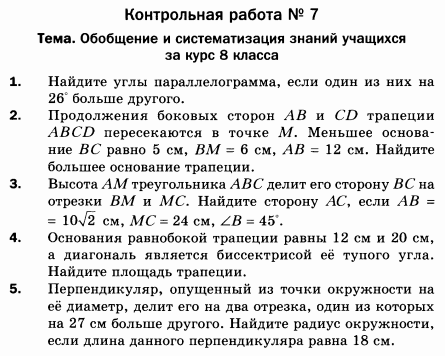 Контрольная работа № 7
Тема. Обобщение и систематизация знаний учащихся
за курс 8 класса
1. Найдите углы параллелограмма, если один из них на
26° больше другого.
2. Продолжения боковых сторон AB и CD трапеции
ABCD пересекаются в точке M. Меньшее основа-
ние BC равно 5 см, BM = 6 см, AB = 12 см. Найдите
большее основание трапеции.
3. Высота AM треугольника ABC делит его сторону BC на
отрезки BM и MC. Найдите сторону AC, если AB =
= 10√2 см, MC = 24 см, ∠B = 45°.
4. Основания равнобокой трапеции равны 12 см и 20 см,
а диагональ является биссектрисой её тупого угла.
Найдите площадь трапеции.
5. Перпендикуляр, опущенный из точки окружности на
её диаметр, делит его на два отрезка, один из которых
на 27 см больше другого. Найдите радиус окружности,
если длина данного перпендикуляра равна 18 см.